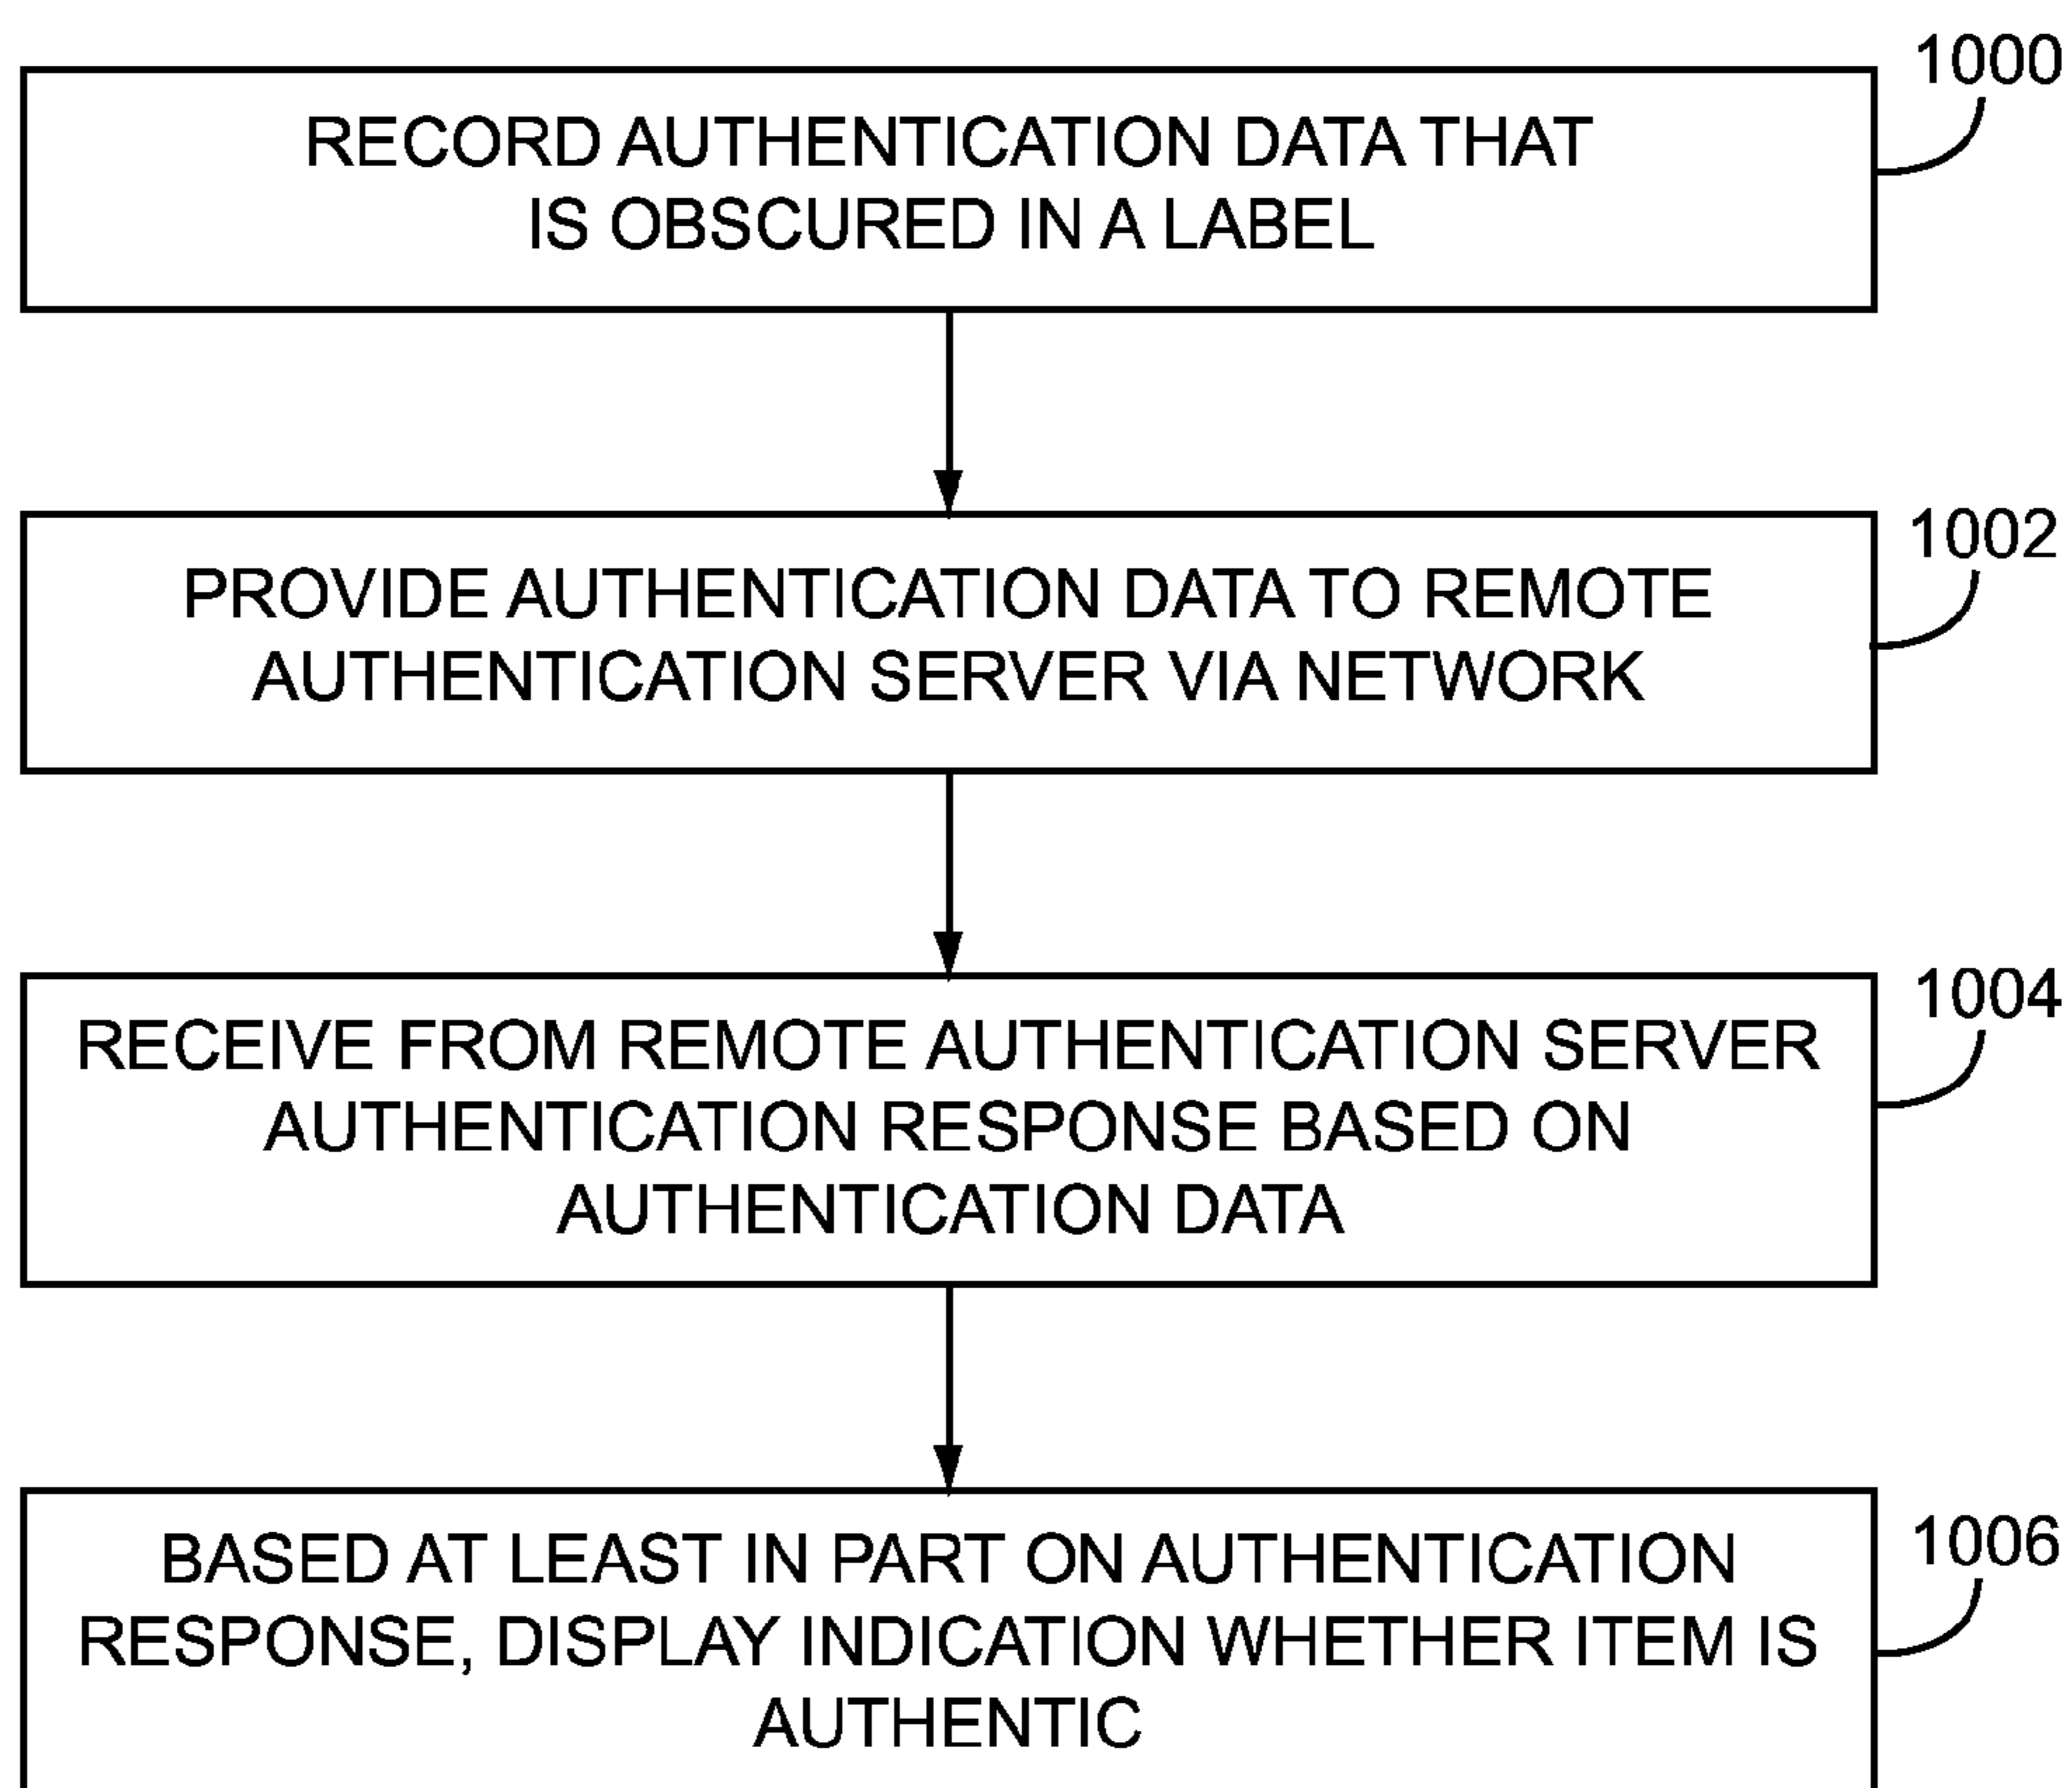 1000
RECORD AUTHENTICATION DATA THAT
IS OBSCURED IN A LABEL
1002
PROVIDE AUTHENTICATION DATA TO REMOTE
AUTHENTICATION SERVER VIA NETWORK
1004
RECEIVE FROM REMOTE AUTHENTICATION SERVER
AUTHENTICATION RESPONSE BASED ON
AUTHENTICATION DATA
1006
BASED AT LEAST IN PART ON AUTHENTICATION
RESPONSE, DISPLAY INDICATION WHETHER ITEM IS
AUTHENTIC